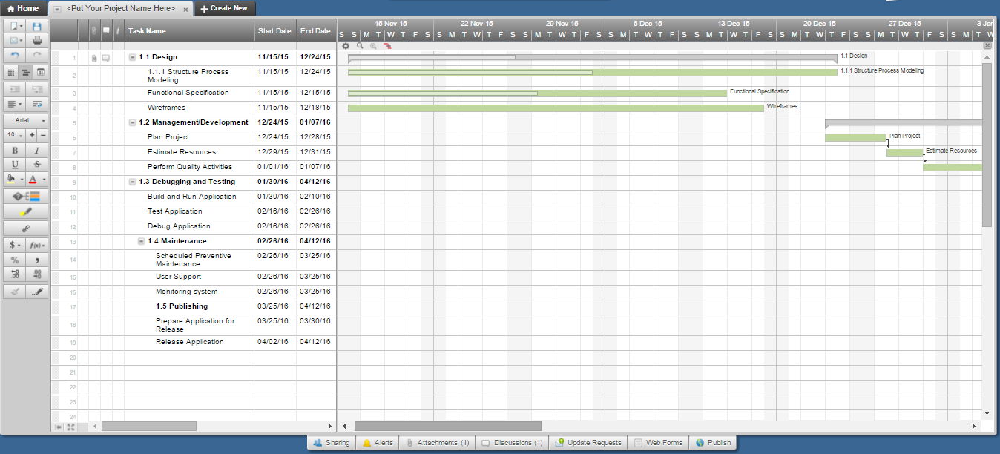 Home
<Put Your Project Name Here> x
+ Create New
Task Name Start Date End Date
15-Nov-15 22-Nov-15 29-Nov-15 6-Dec-15 13-Dec-15 20-Dec-15 27-Dec-15 3-Jan
S S M T W T F S S M T W T F S S M T W T F S S M T W T F S S M T W T F S S M T W T F S S M T W T F S S M T W
1 1.1 Design 11/15/15 12/24/15
1.1 Design
2 1.1.1 Structure Process 11/15/15 12/24/15
Modeling
1.1.1 Structure Process Modeling
3 Functional Specification 11/15/15 12/15/15
Functional Specification
4 Wireframes 11/15/15 12/18/15
Wireframes
5 1.2 Management/Development 12/24/15 01/07/16
6 Plan Project 12/24/15 12/28/15
Plan Project
7 Estimate Resources 12/29/15 12/31/15
Estimate Resources
8 Perform Quality Activities 01/01/16 01/07/16
9 1.3 Debugging and Testing 01/30/16 04/12/16
10 Build and Run Application 01/30/16 02/10/16
11 Test Application 02/16/16 02/26/16
12 Debug Application 02/16/16 02/26/16
13 1.4 Maintenance 02/26/16 04/12/16
14 Scheduled Preventive 02/26/16 03/25/16
Maintenance
15 User Support 02/26/16 03/25/16
16 Monitoring system 02/26/16 03/25/16
17 1.5 Publishing 03/25/16 04/12/16
18 Prepare Application for 03/25/16 03/30/16
Release
19 Release Application 04/02/16 04/12/16
20
21
22
23
24
Arial
10 + −
B I
U S
A
$ f(x)
% ,
.00 .00
Sharing Alerts Attachments (1) Discussions (1) Update Requests Web Forms Publish